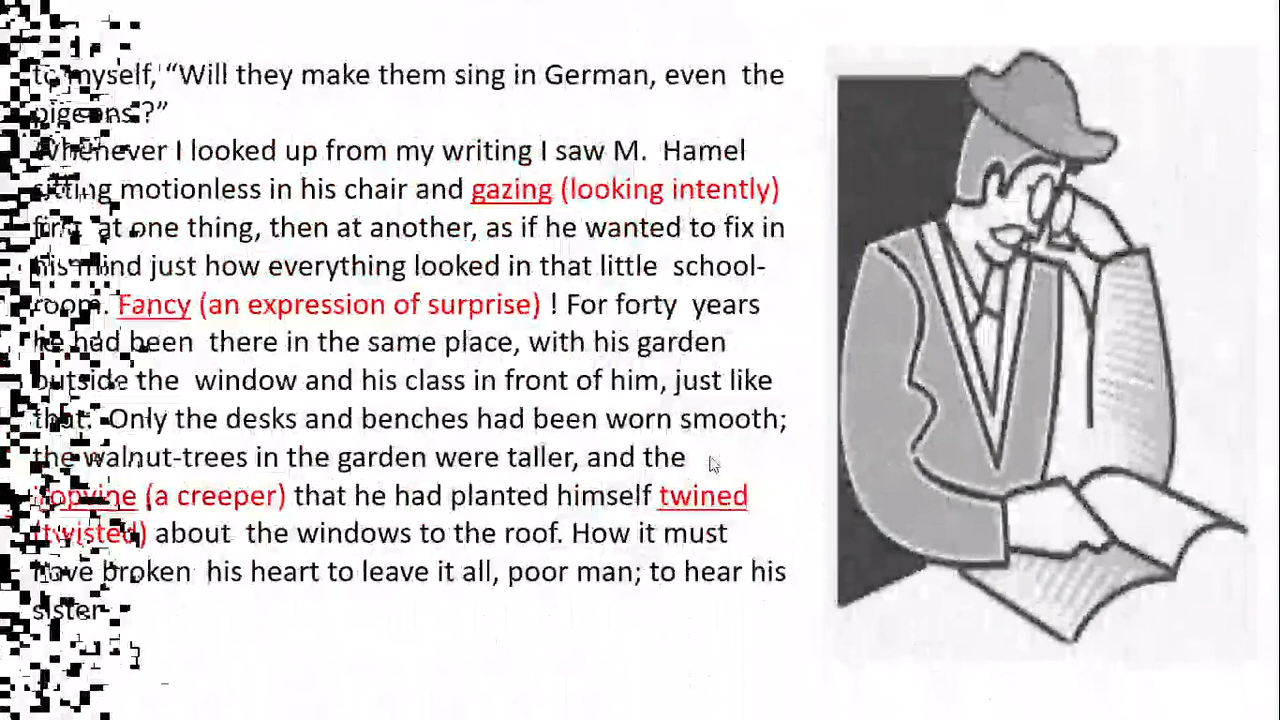 to myself, “Will they make them sing in German, even the
pigeons ?”
Whenever I looked up from my writing I saw M. Hamel
sitting motionless in his chair and gazing (looking intently)
first at one thing, then at another, as if he wanted to fix in
his mind just how everything looked in that little school-
room. Fancy (an expression of surprise) ! For forty years
he had been there in the same place, with his garden
outside the window and his class in front of him, just like
that. Only the desks and benches had been worn smooth;
the walnut-trees in the garden were taller, and the
hopvine (a creeper) that he had planted himself twined
(twisted) about the windows to the roof. How it must
have broken his heart to leave it all, poor man; to hear his
sister